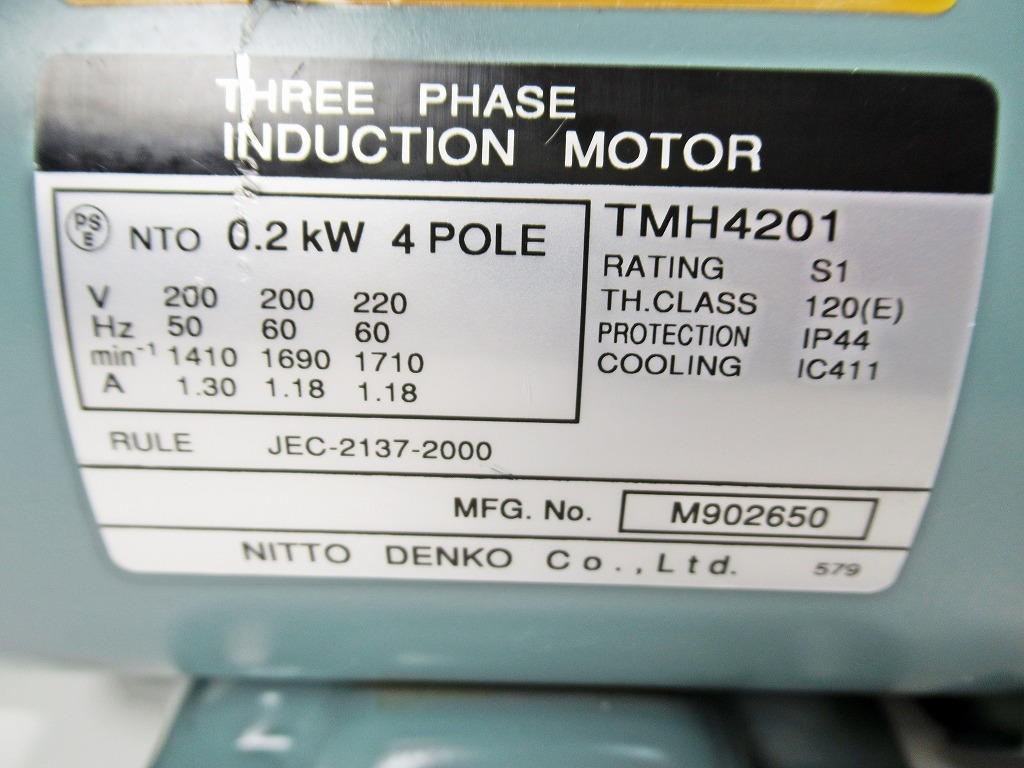 THREE PHASE
INDUCTION MOTOR
PS
E
NTO 0.2 kW 4 POLE
V 200 200 220
Hz 50 60 60
min-1 1410 1690 1710
A 1.30 1.18 1.18
TMH4201
RATING S1
TH.CLASS 120(E)
PROTECTION IP44
COOLING IC411
RULE JEC-2137-2000
MFG. No. M902650
NITTO DENKO Co.,Ltd. 579